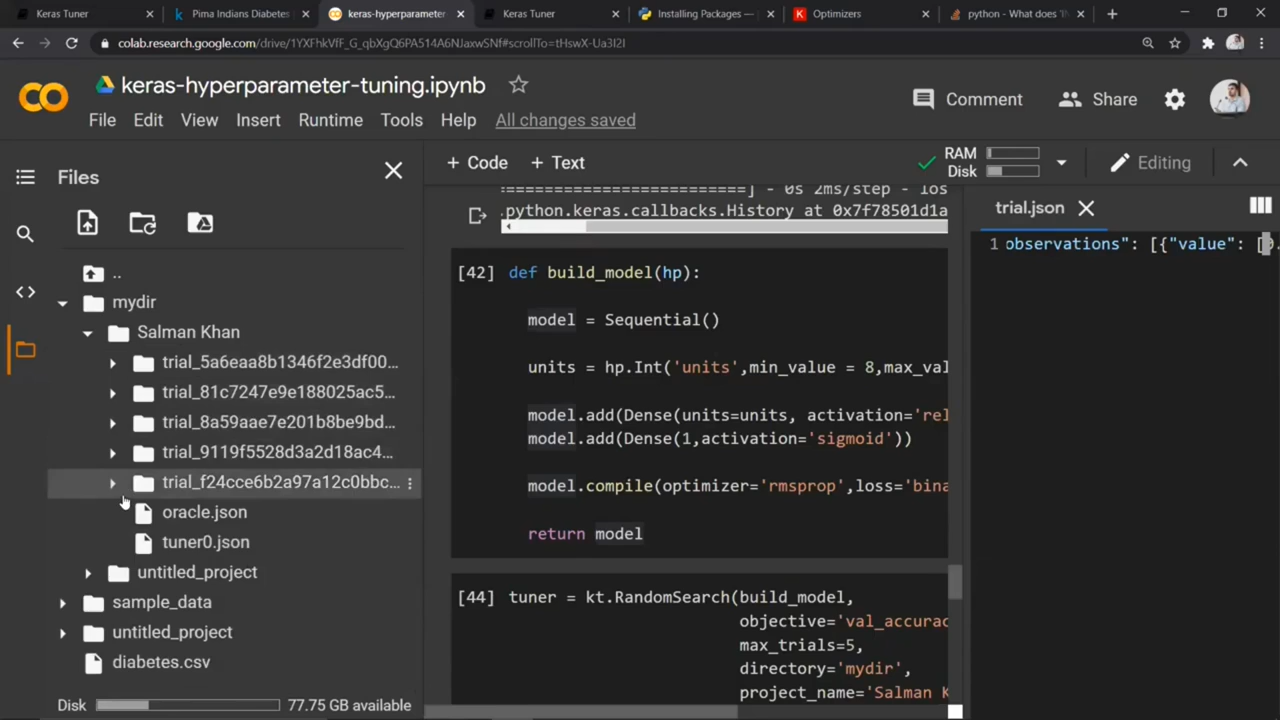 Keras Tuner
Pima Indians Diabetes
keras-hyperparameter
Keras Tuner
Installing Packages —
Optimizers
python - What does
colab.research.google.com/drive/1YXFhkVfF_G_qbXgQ6PA514A6NJaxwSNf#scrollTo=tHswX-Ua3I2I
keras-hyperparameter-tuning.ipynb
Comment
Share
File Edit View Insert Runtime Tools Help All changes saved
Files
+ Code + Text
RAM
Disk
Editing
..
mydir
Salman Khan
trial_5a6eaa8b1346f2e3df00...
trial_81c7247e9e188025ac5...
trial_8a59aae7e201b8be9bd...
trial_9119f5528d3a2d18ac4...
trial_f24cce6b2a97a12c0bbc...
oracle.json
tuner0.json
untitled_project
sample_data
untitled_project
diabetes.csv
Disk
77.75 GB available
========================] - 0s 2ms/step - los
.python.keras.callbacks.History at 0x7f78501d1a
[42] def build_model(hp):
model = Sequential()
units = hp.Int('units',min_value = 8,max_val
model.add(Dense(units=units, activation='rel
model.add(Dense(1,activation='sigmoid'))
model.compile(optimizer='rmsprop',loss='bina
return model
[44] tuner = kt.RandomSearch(build_model,
objective='val_accurac
max_trials=5,
directory='mydir',
project_name='Salman K
trial.json
1 observations": [{"value": [0.